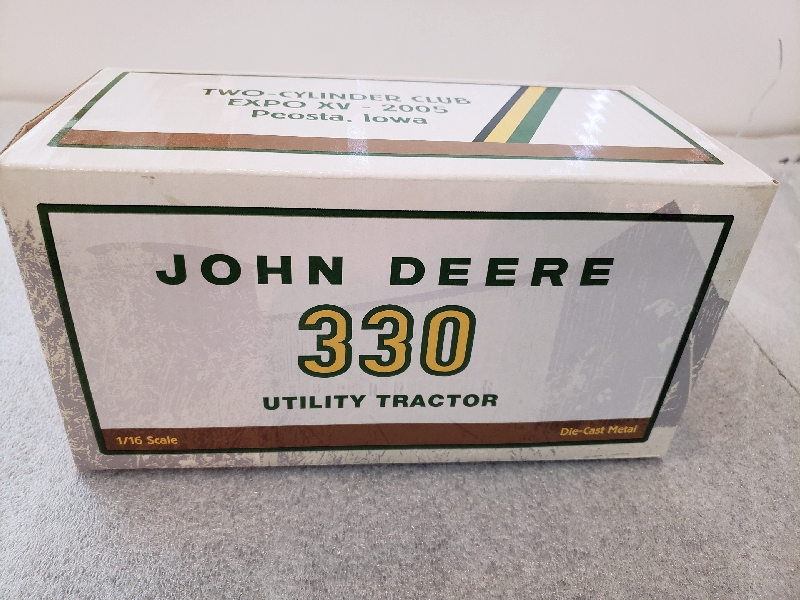 TWO-CYLINDER CLUB
EXPO XV - 2005
Peosta, Iowa
JOHN DEERE
330
UTILITY TRACTOR
1/16 Scale
Die-Cast Metal